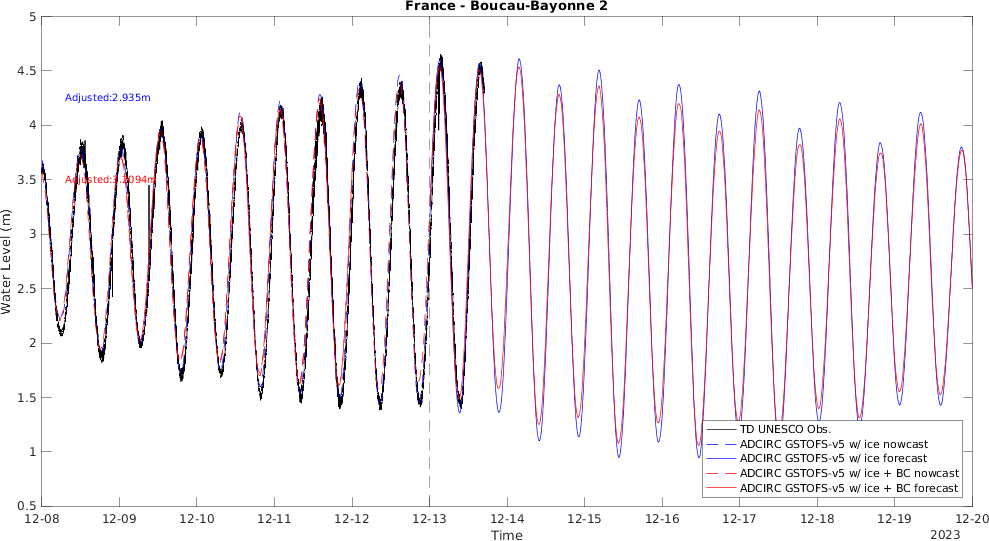 France - Boucau-Bayonne 2
5
4.5
4
3.5
3
2.5
2
1.5
1
0.5
Water Level (m)
Adjusted:2.935m
Adjusted:3.2094m
TD UNESCO Obs.
ADCIRC GSTOFS-v5 w/ ice nowcast
ADCIRC GSTOFS-v5 w/ ice forecast
ADCIRC GSTOFS-v5 w/ ice + BC nowcast
ADCIRC GSTOFS-v5 w/ ice + BC forecast
12-08 12-09 12-10 12-11 12-12 12-13 12-14 12-15 12-16 12-17 12-18 12-19 12-20
Time
2023